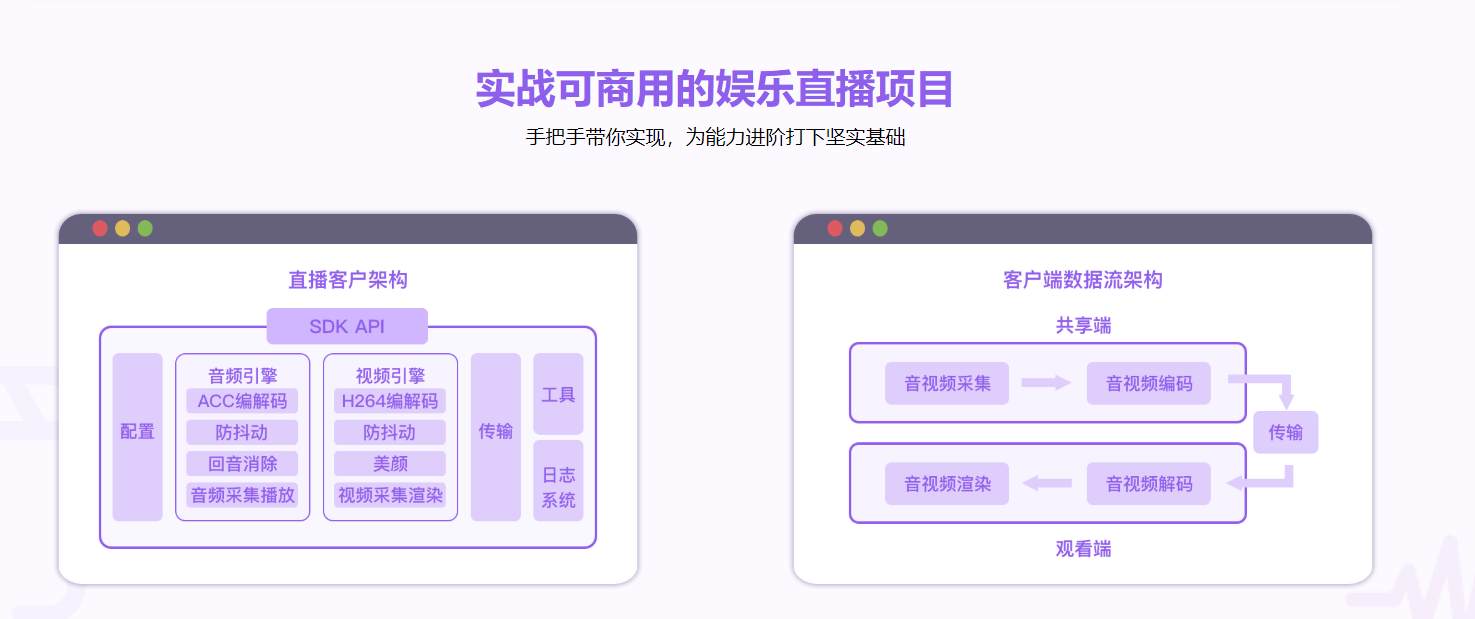 实战可商用的娱乐直播项目
手把手带你实现，为能力进阶打下坚实基础
直播客户架构
SDK API
配置
音频引擎
ACC编解码
防抖动
回音消除
音频采集播放
视频引擎
H264编解码
防抖动
美颜
视频采集渲染
传输
工具
日志
系统
客户端数据流架构
共享端
音视频采集
音视频编码
传输
音视频渲染
音视频解码
观看端